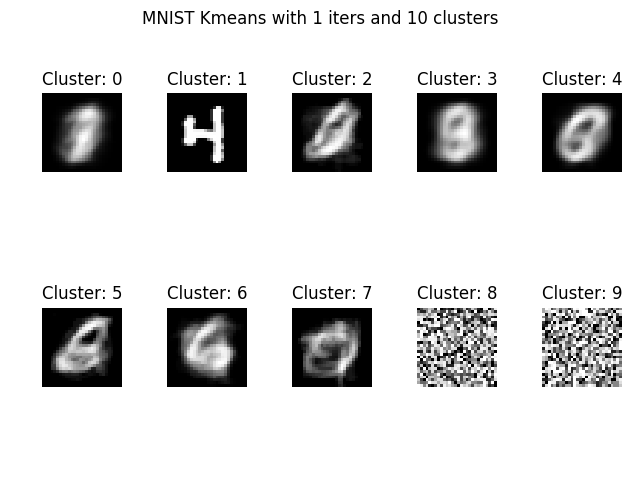 MNIST Kmeans with 1 iters and 10 clusters
Cluster: 0 Cluster: 1 Cluster: 2 Cluster: 3 Cluster: 4
4
Cluster: 5 Cluster: 6 Cluster: 7 Cluster: 8 Cluster: 9